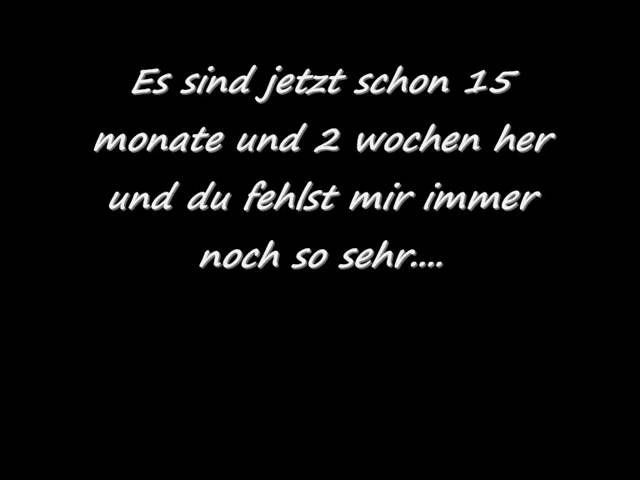 Es sind jetzt schon 15
monate und 2 wochen her
und du fehlst mir immer
noch so sehr....